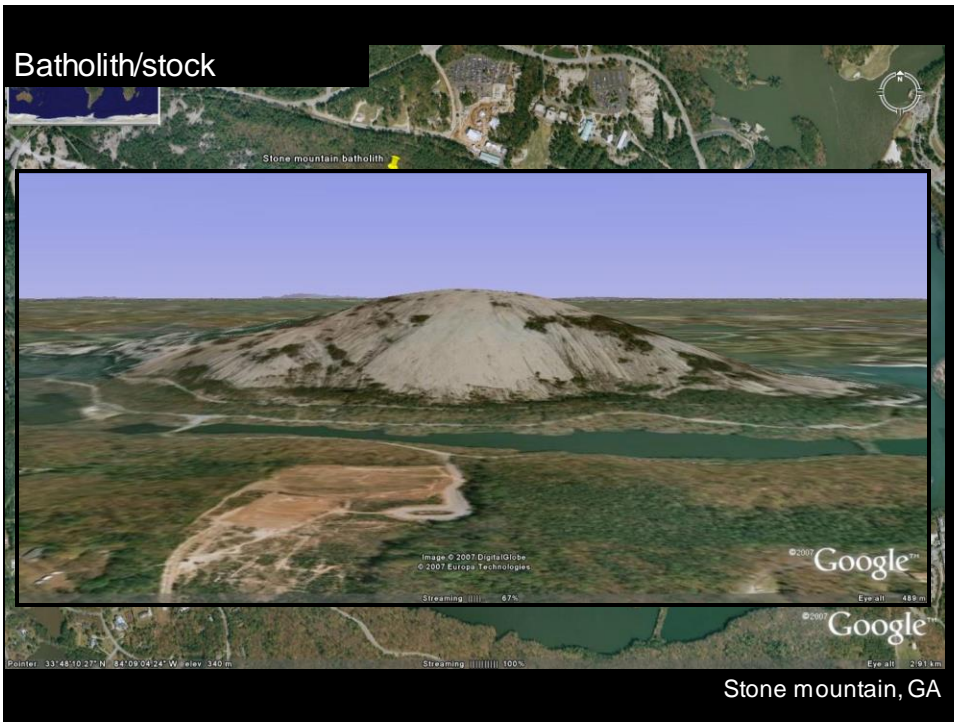 Batholith/stock
N
Stone mountain batholith
Image © 2007 DigitalGlobe
© 2007 Europa Technologies
©2007 Google™
Streaming 67%
Eye alt 489 m
©2007 Google™
Pointer 33°48'10.27" N 84°09'04.24" W elev 340 m
Streaming 100%
Eye alt 2.91 km
Stone mountain, GA